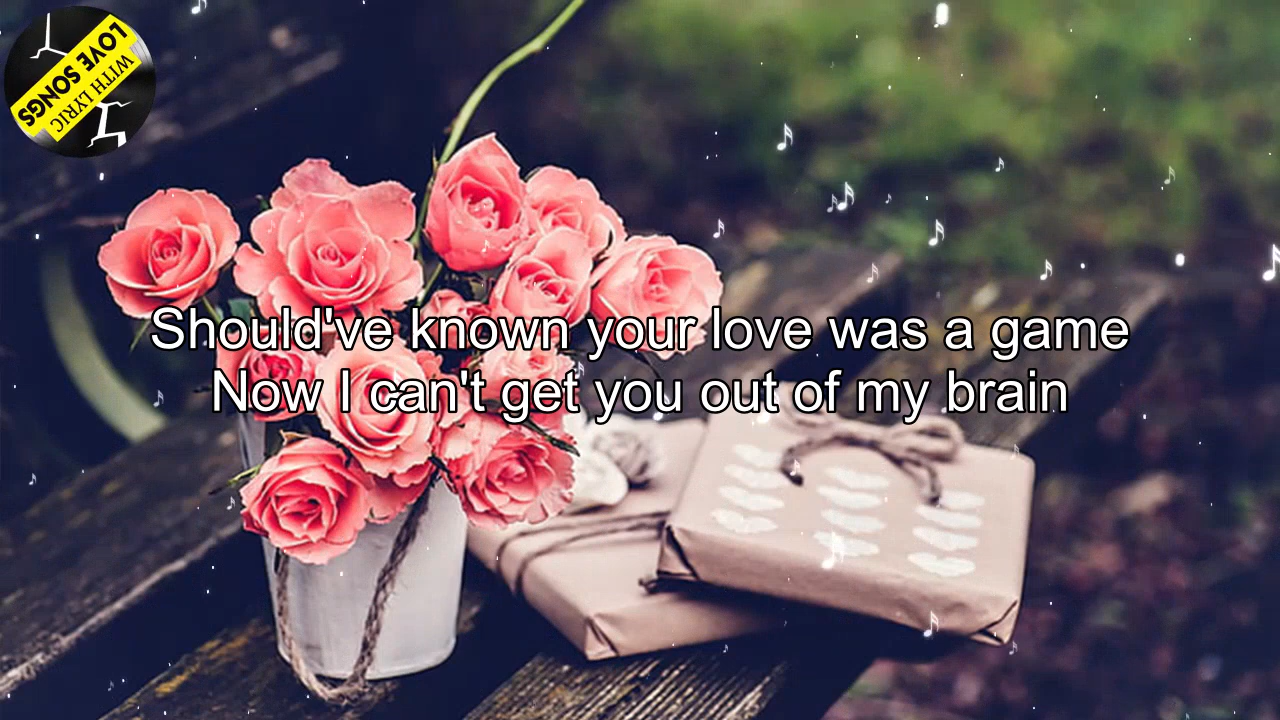 LOVE SONGS
WITH LYRIC
Should've known your love was a game
Now I can't get you out of my brain